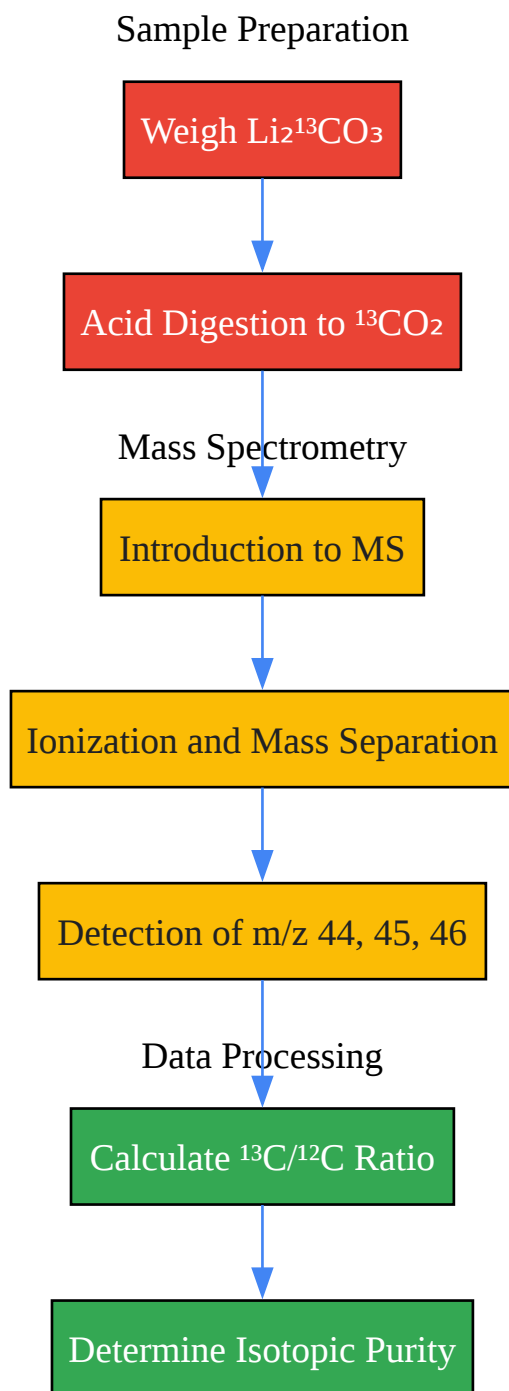 Sample Preparation
Weigh Li₂¹³CO₃
Acid Digestion to ¹³CO₂
Mass Spectrometry
Introduction to MS
Ionization and Mass Separation
Detection of m/z 44, 45, 46
Data Processing
Calculate ¹³C/¹²C Ratio
Determine Isotopic Purity